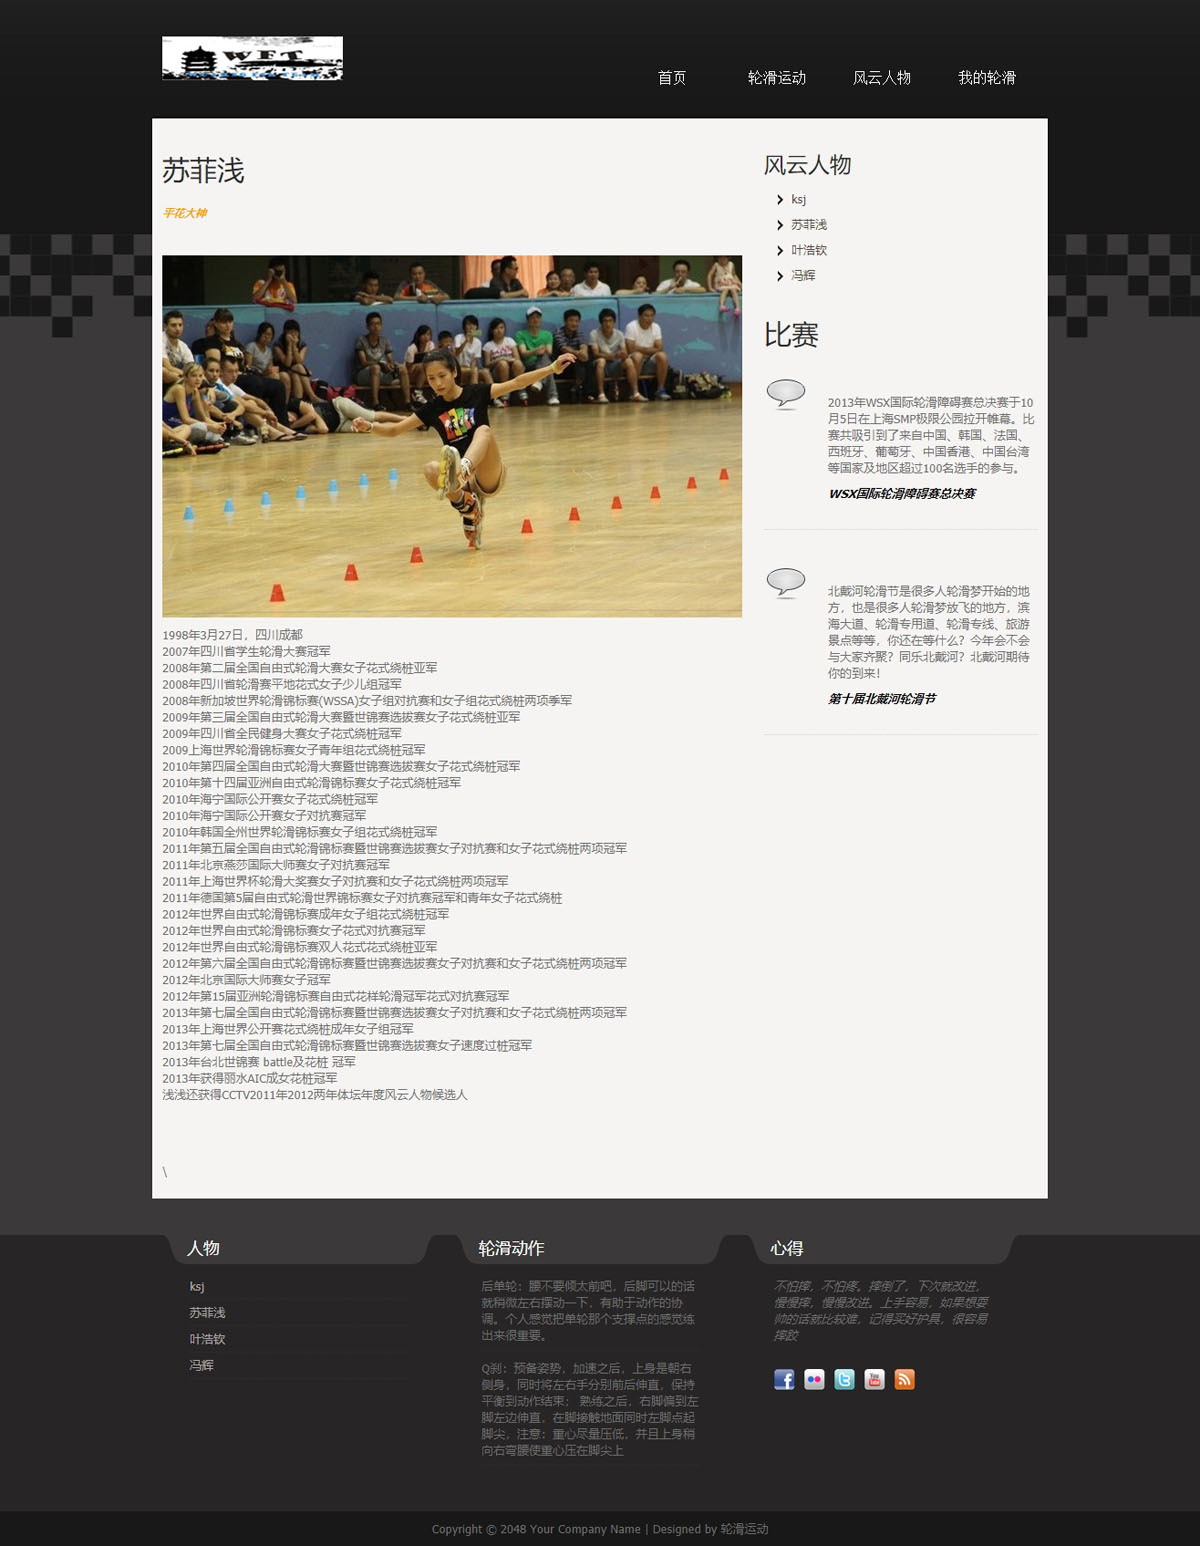 WFT
首页
轮滑运动
风云人物
我的轮滑
苏菲浅
平花大神
1998年3月27日，四川成都
2007年四川省学生轮滑大赛冠军
2008年第二届全国自由式轮滑大赛女子花式绕桩亚军
2008年四川省轮滑赛平地花式女子少儿组冠军
2008年新加坡世界轮滑锦标赛(WSSA)女子组对抗赛和女子组花式绕桩两项季军
2009年第三届全国自由式轮滑大赛暨世锦赛选拔赛女子花式绕桩亚军
2009年四川省全民健身大赛女子花式绕桩冠军
2009上海世界轮滑锦标赛女子青年组花式绕桩冠军
2010年第四届全国自由式轮滑大赛暨世锦赛选拔赛女子花式绕桩冠军
2010年第十四届亚洲自由式轮滑锦标赛女子花式绕桩冠军
2010年海宁国际公开赛女子花式绕桩冠军
2010年海宁国际公开赛女子对抗赛冠军
2010年韩国全州世界轮滑锦标赛女子组花式绕桩冠军
2011年第五届全国自由式轮滑锦标赛暨世锦赛选拔赛女子对抗赛和女子花式绕桩两项冠军
2011年北京燕莎国际大师赛女子对抗赛冠军
2011年上海世界杯轮滑大奖赛女子对抗赛和女子花式绕桩两项冠军
2011年德国第5届自由式轮滑世界锦标赛女子对抗赛冠军和青年女子花式绕桩
2012年世界自由式轮滑锦标赛成年女子组花式绕桩冠军
2012年世界自由式轮滑锦标赛女子花式对抗赛冠军
2012年世界自由式轮滑锦标赛双人花式花式绕桩亚军
2012年第六届全国自由式轮滑锦标赛暨世锦赛选拔赛女子对抗赛和女子花式绕桩两项冠军
2012年北京国际大师赛女子冠军
2012年第15届亚洲轮滑锦标赛自由式花样轮滑冠军花式对抗赛冠军
2013年第七届全国自由式轮滑锦标赛暨世锦赛选拔赛女子对抗赛和女子花式绕桩两项冠军
2013年上海世界公开赛花式绕桩成年女子组冠军
2013年第七届全国自由式轮滑锦标赛暨世锦赛选拔赛女子速度过桩冠军
2013年台北世锦赛 battle及花桩 冠军
2013年获得丽水AIC成女花桩冠军
浅浅还获得CCTV2011年2012两年体坛年度风云人物候选人
\
风云人物
ksj
苏菲浅
叶浩钦
冯辉
比赛
2013年WSX国际轮滑障碍赛总决赛于10
月5日在上海SMP极限公园拉开帷幕。比
赛共吸引到了来自中国、韩国、法国、
西班牙、葡萄牙、中国香港、中国台湾
等国家及地区超过100名选手的参与。
WSX国际轮滑障碍赛总决赛
北戴河轮滑节是很多人轮滑梦开始的地
方，也是很多人轮滑梦放飞的地方，滨
海大道、轮滑专用道、轮滑专线、旅游
景点等等，你还在等什么？今年会不会
与大家齐聚？同乐北戴河？北戴河期待
你的到来！
第十届北戴河轮滑节
人物
ksj
苏菲浅
叶浩钦
冯辉
轮滑动作
后单轮：腰不要倾太前吧，后脚可以的话
就稍微左右摆动一下，有助于动作的协
调。个人感觉把单轮那个支撑点的感觉练
出来很重要。
Q刹：预备姿势，加速之后，上身是朝右
侧身，同时将左右手分别前后伸直，保持
平衡到动作结束； 熟练之后，右脚偏到左
脚左边伸直，在脚接触地面同时左脚点起
脚尖，注意：重心尽量压低，并且上身稍
向右弯腰使重心压在脚尖上
心得
不怕摔，不怕疼。摔倒了，下次就改进，
慢慢摔，慢慢改进。上手容易，如果想耍
帅的话就比较难，记得买好护具，很容易
摔跤
Copyright © 2048 Your Company Name | Designed by 轮滑运动